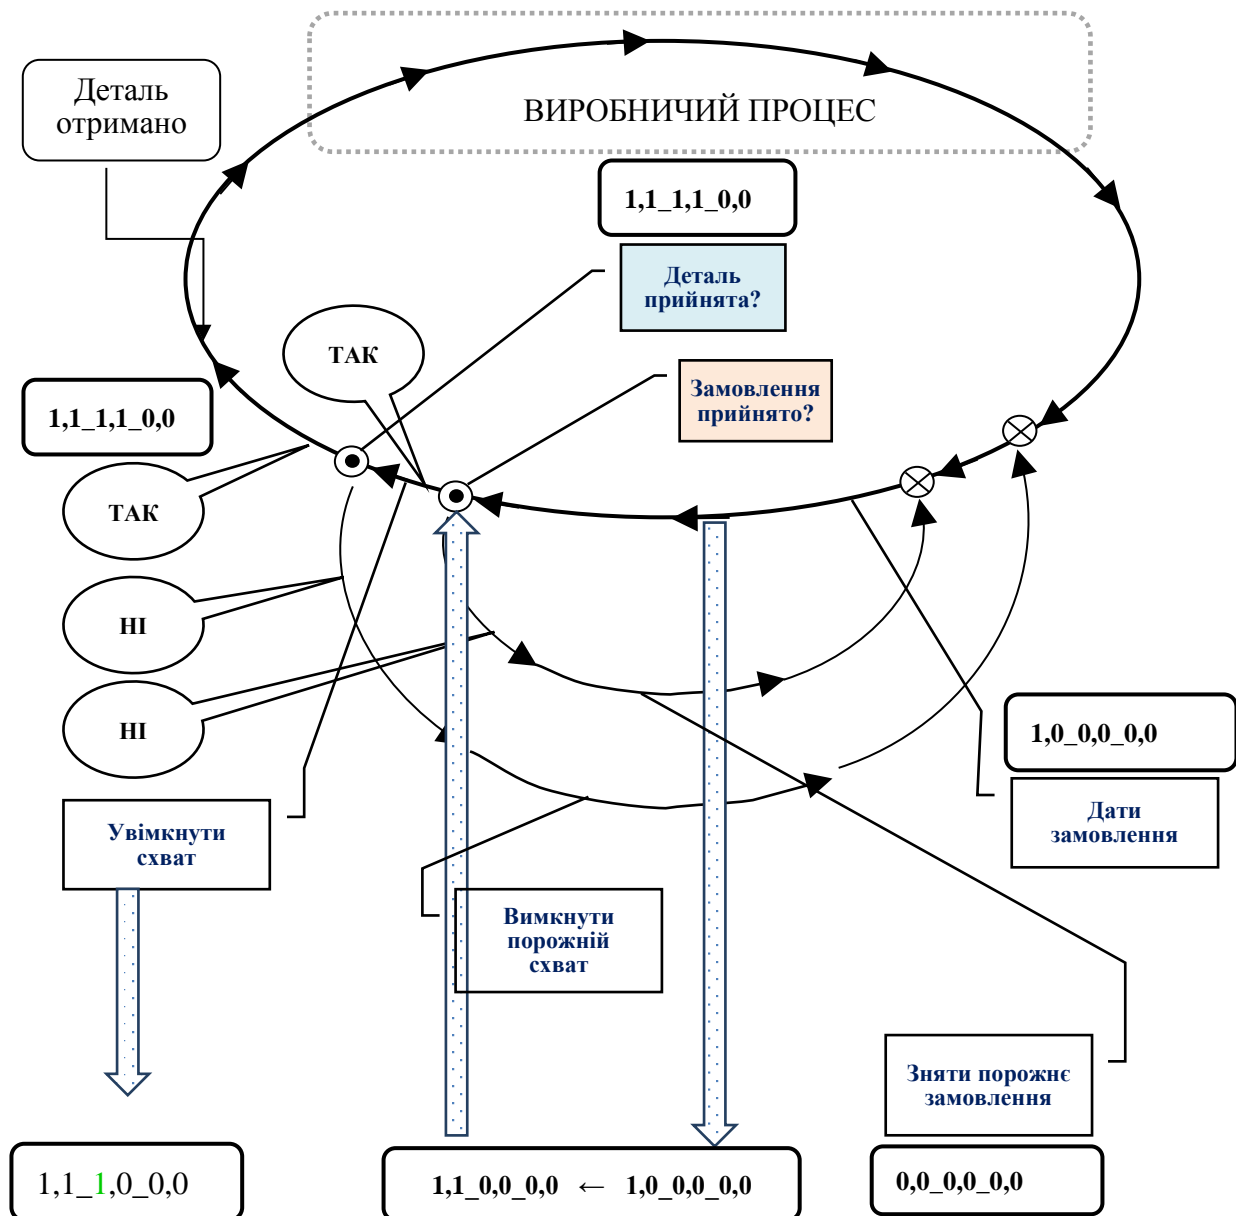 Деталь
отримано
ВИРОБНИЧИЙ ПРОЦЕС
1,1_1,1_0,0
Деталь
прийнята?
ТАК
Замовлення
прийнято?
1,1_1,1_0,0
ТАК
НІ
НІ
1,0_0,0_0,0
Увімкнути
схват
Дати
замовлення
Вимкнути
порожній
схват
Зняти порожнє
замовлення
1,1_1,0_0,0
1,1_0,0_0,0 ← 1,0_0,0_0,0
0,0_0,0_0,0